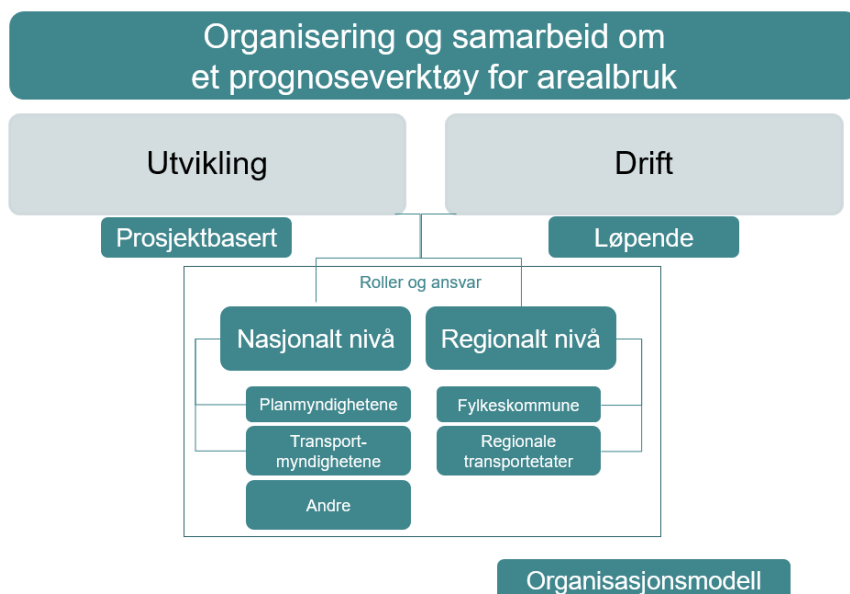 Organisering og samarbeid om
et prognoseverktøy for arealbruk
Utvikling
Drift
Prosjektbasert
Løpende
Roller og ansvar
Nasjonalt nivå
Regionalt nivå
Planmyndighetene
Fylkeskommune
Transport-
myndighetene
Regionale
transportetater
Andre
Organisasjonsmodell